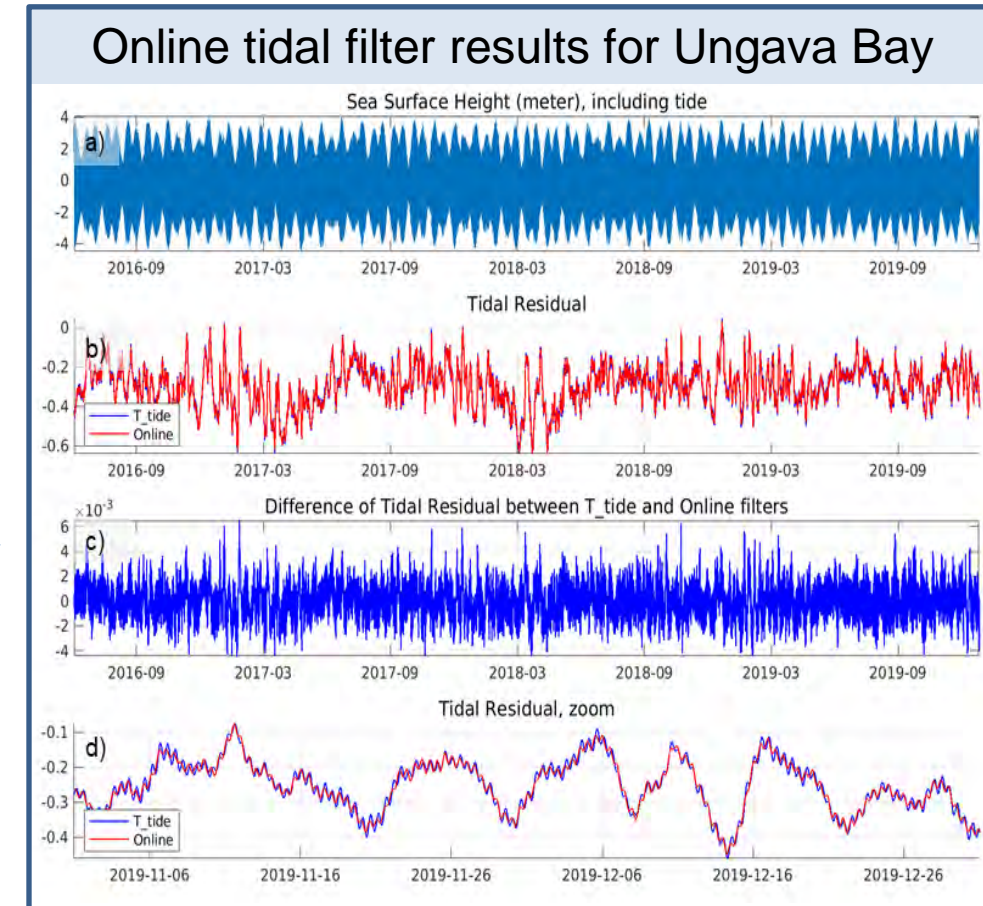 Online tidal filter results for Ungava Bay
Sea Surface Height (meter), including tide
a)
4
2
0
-2
-4
2016-09 2017-03 2017-09 2018-03 2018-09 2019-03 2019-09
Tidal Residual
b)
0
-0.2
-0.4
-0.6
T_tide
Online
2016-09 2017-03 2017-09 2018-03 2018-09 2019-03 2019-09
Difference of Tidal Residual between T_tide and Online filters
×10⁻³
c)
6
4
2
0
-2
-4
2016-09 2017-03 2017-09 2018-03 2018-09 2019-03 2019-09
Tidal Residual, zoom
d)
-0.1
-0.2
-0.3
-0.4
T_tide
Online
2019-11-06 2019-11-16 2019-11-26 2019-12-06 2019-12-16 2019-12-26